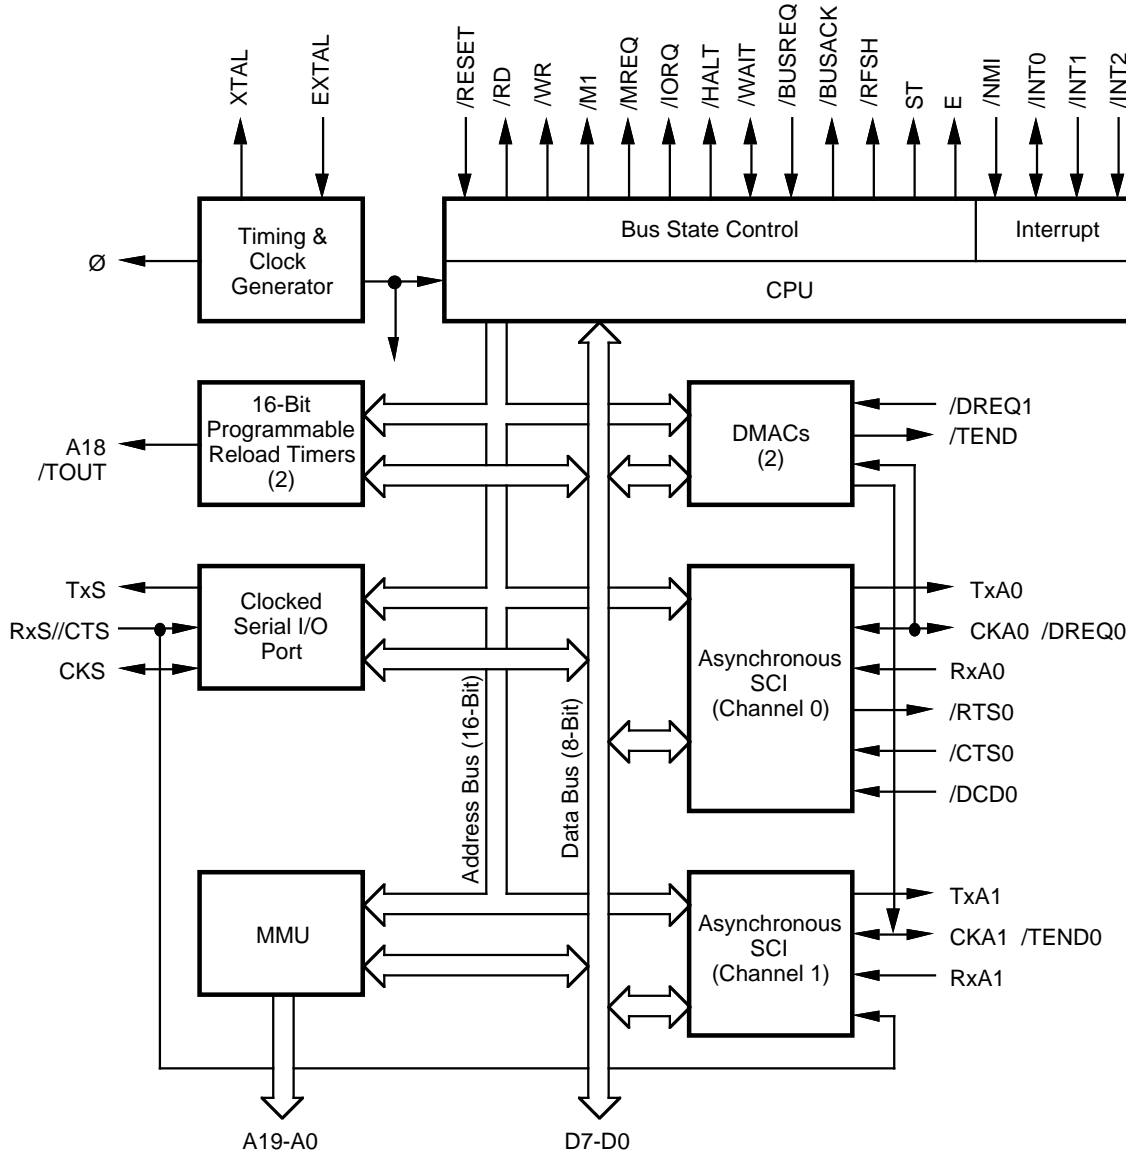 XTAL
EXTAL
/RESET
/RD
/WR
/M1
/MREQ
/IORQ
/HALT
/WAIT
/BUSREQ
/BUSACK
/RFSH
ST
E
/NMI
/INT0
/INT1
/INT2
Timing &
Clock
Generator
Bus State Control
Interrupt
CPU
Ø
16-Bit
Programmable
Reload Timers
(2)
A18
/TOUT
DMACs
(2)
/DREQ1
/TEND
TxS
RxS//CTS
CKS
Clocked
Serial I/O
Port
Asynchronous
SCI
(Channel 0)
TxA0
CKA0 /DREQ0
RxA0
/RTS0
/CTS0
/DCD0
Address Bus (16-Bit)
Data Bus (8-Bit)
MMU
Asynchronous
SCI
(Channel 1)
TxA1
CKA1 /TEND0
RxA1
A19-A0
D7-D0